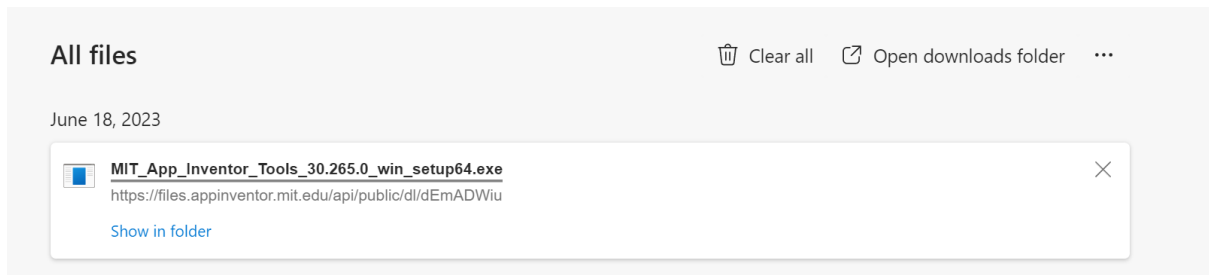 All files
Clear all
Open downloads folder
June 18, 2023
MIT_App_Inventor_Tools_30.265.0_win_setup64.exe
https://files.appinventor.mit.edu/api/public/dl/dEmADWiu
Show in folder